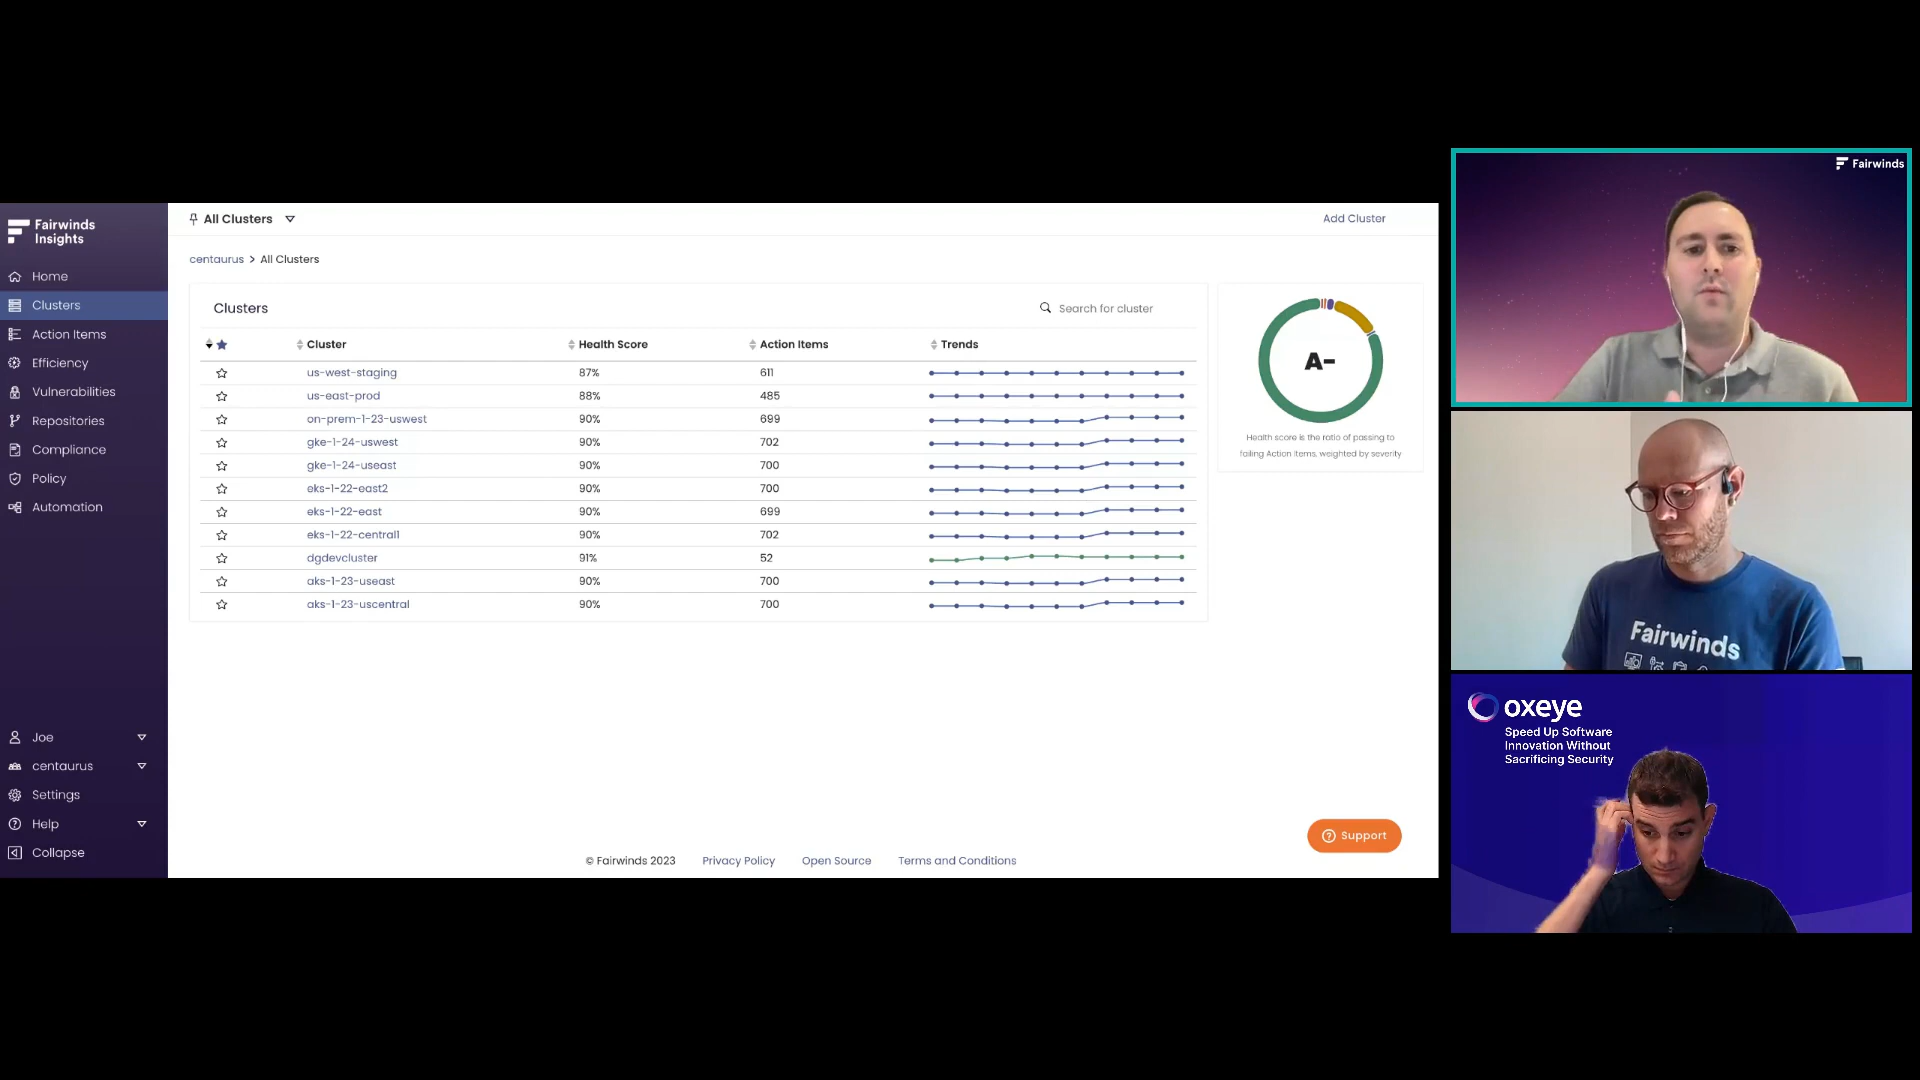 Fairwinds
Insights
Home
Clusters
Action Items
Efficiency
Vulnerabilities
Repositories
Compliance
Policy
Automation
Joe
centaurus
Settings
Help
Collapse
All Clusters
Add Cluster
centaurus > All Clusters
Clusters
Search for cluster
Cluster Health Score Action Items Trends
us-west-staging 87% 611
us-east-prod 88% 485
on-prem-1-23-uswest 90% 699
gke-1-24-uswest 90% 702
gke-1-24-useast 90% 700
eks-1-22-east2 90% 700
eks-1-22-east 90% 699
eks-1-22-central1 90% 702
dgdevcluster 91% 52
aks-1-23-useast 90% 700
aks-1-23-uscentral 90% 700
A-
Health score is the ratio of passing to
failing Action Items, weighted by severity
Support
© Fairwinds 2023 Privacy Policy Open Source Terms and Conditions
Fairwinds
Fairwinds
oxeye
Speed Up Software
Innovation Without
Sacrificing Security